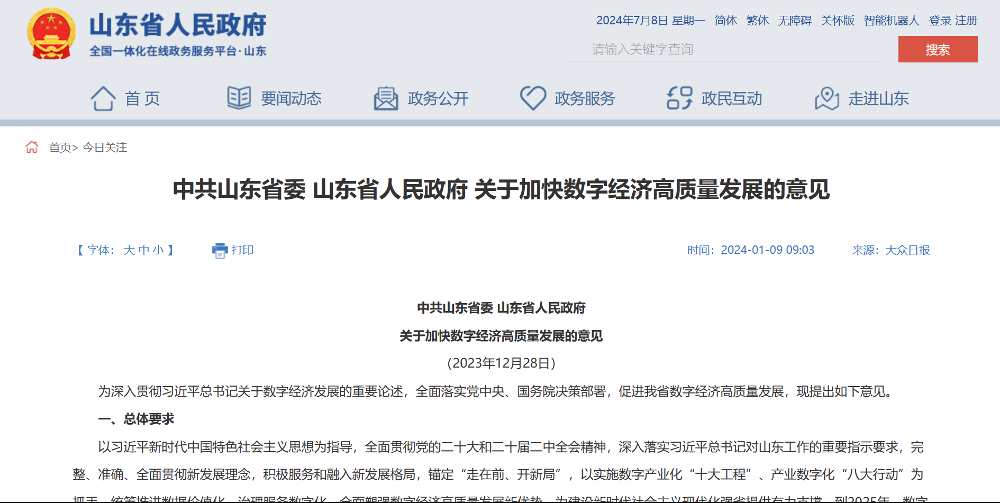 山东省人民政府
全国一体化在线政务服务平台·山东
2024年7月8日 星期一 简体 繁体 无障碍 关怀版 智能机器人 登录 注册
请输入关键字查询
搜索
首 页 要闻动态 政务公开 政务服务 政民互动 走进山东
首页> 今日关注
中共山东省委 山东省人民政府 关于加快数字经济高质量发展的意见
【 字体： 大 中 小 】 打印 时间：2024-01-09 09:03 来源：大众日报
中共山东省委 山东省人民政府
关于加快数字经济高质量发展的意见
（2023年12月28日）
为深入贯彻习近平总书记关于数字经济发展的重要论述，全面落实党中央、国务院决策部署，促进我省数字经济高质量发展，现提出如下意见。
一、总体要求
以习近平新时代中国特色社会主义思想为指导，全面贯彻党的二十大和二十届二中全会精神，深入落实习近平总书记对山东工作的重要指示要求，完
整、准确、全面贯彻新发展理念，积极服务和融入新发展格局，锚定“走在前、开新局”，以实施数字产业化“十大工程”、产业数字化“八大行动”为
抓手，统筹推进数据价值化、治理服务数字化，全面塑强数字经济高质量发展新优势，为建设新时代社会主义现代化强省提供有力支撑。到2025年，数字